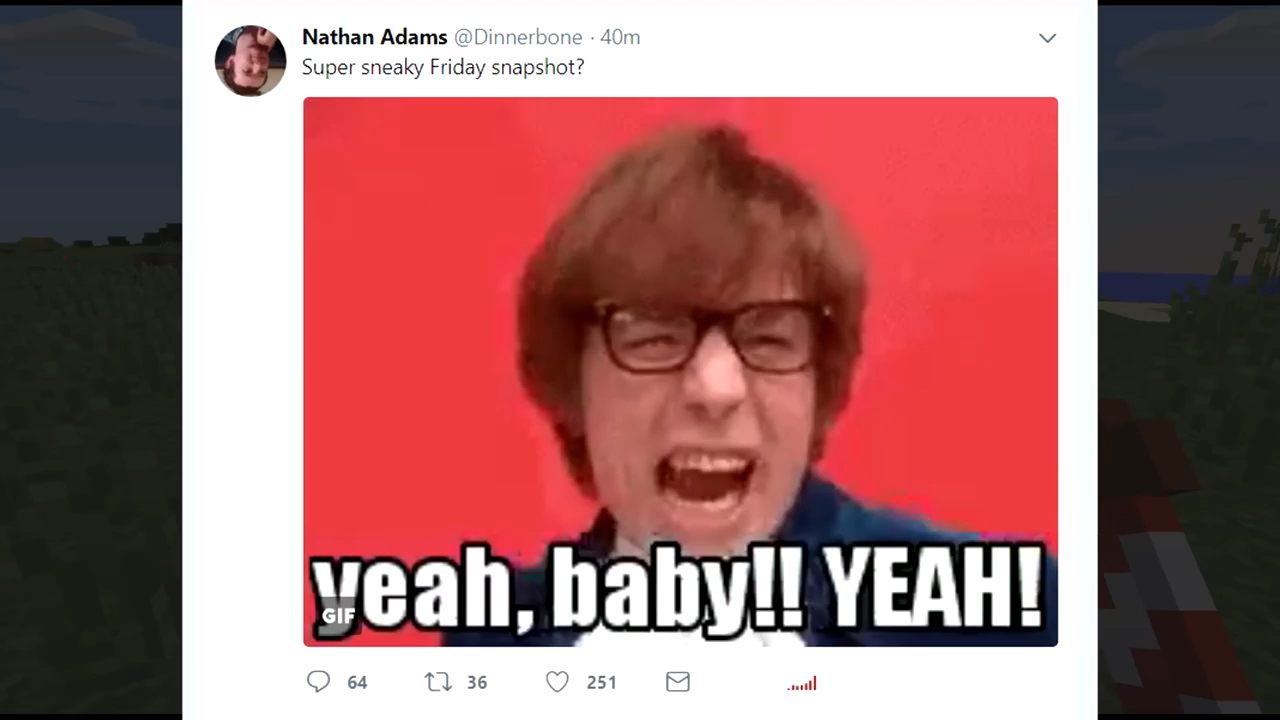 Nathan Adams @Dinnerbone · 40m
Super sneaky Friday snapshot?
yeah, baby!! YEAH!
GIF
64 36 251